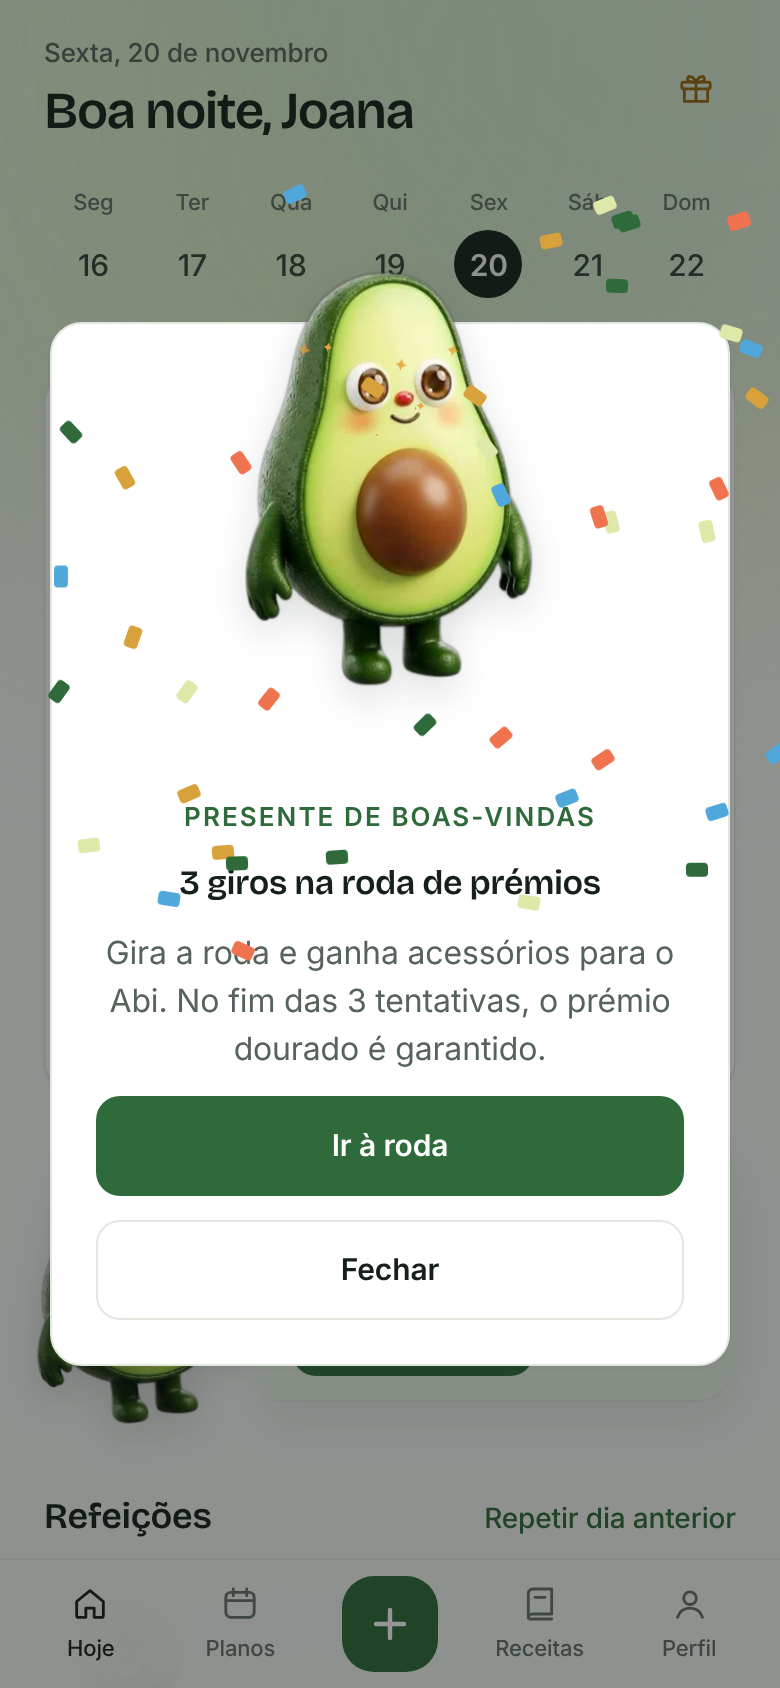 Sexta, 20 de novembro
Boa noite, Joana
Seg Ter Qua Qui Sex Sáb Dom
16 17 18 19 20 21 22
PRESENTE DE BOAS-VINDAS
3 giros na roda de prémios
Gira a roda e ganha acessórios para o
Abi. No fim das 3 tentativas, o prémio
dourado é garantido.
Ir à roda
Fechar
Refeições
Repetir dia anterior
Hoje Planos Receitas Perfil